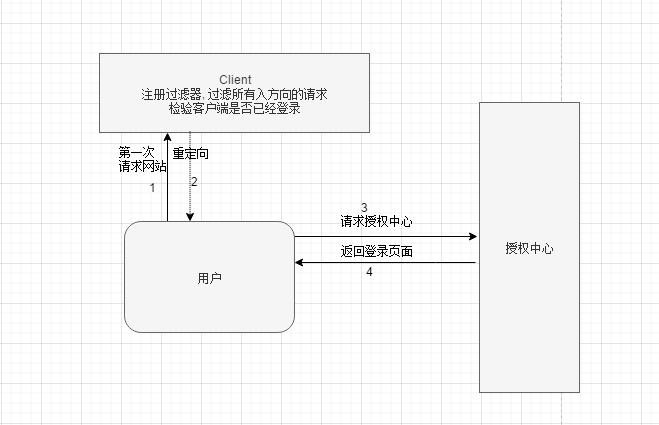 Client
注册过滤器,过滤所有入方向的请求
检验客户端是否已经登录
第一次
请求网站
1
重定向
2
3
请求授权中心
返回登录页面
4
用户
授权中心